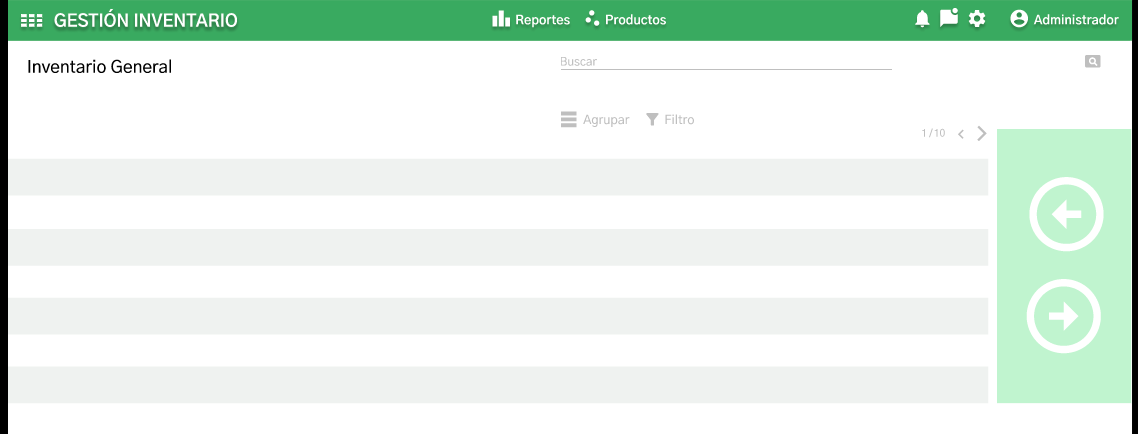 GESTIÓN INVENTARIO Reportes Productos Administrador
Inventario General Buscar
Agrupar Filtro
1 / 10